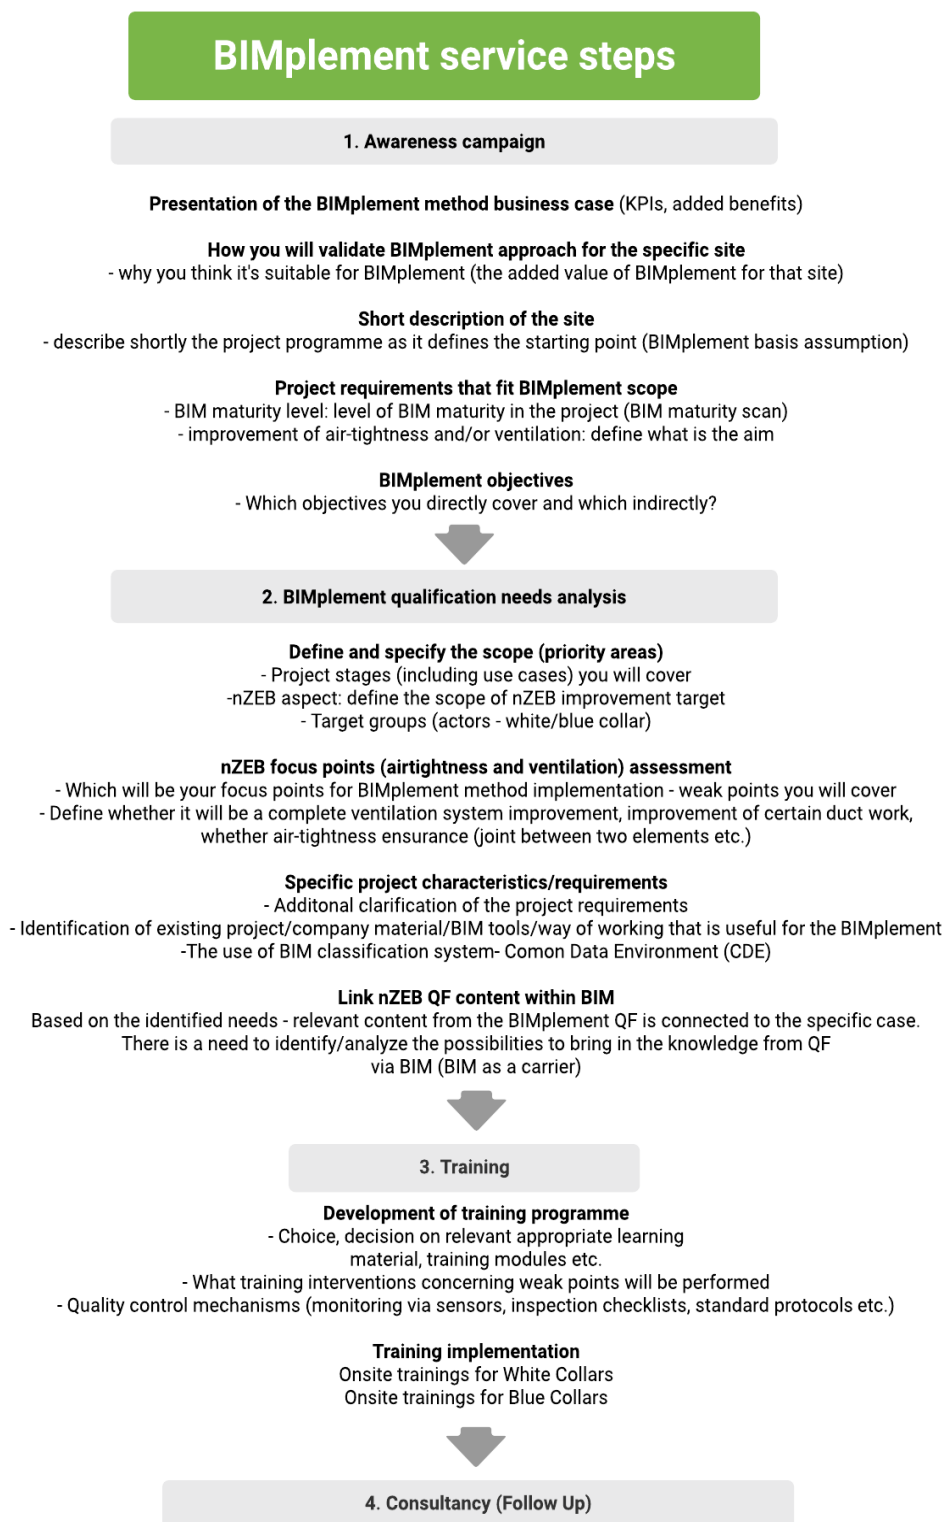 BIMplement service steps
1. Awareness campaign
Presentation of the BIMplement method business case (KPIs, added benefits)
How you will validate BIMplement approach for the specific site
- why you think it's suitable for BIMplement (the added value of BIMplement for that site)
Short description of the site
- describe shortly the project programme as it defines the starting point (BIMplement basis assumption)
Project requirements that fit BIMplement scope
- BIM maturity level: level of BIM maturity in the project (BIM maturity scan)
- improvement of air-tightness and/or ventilation: define what is the aim
BIMplement objectives
- Which objectives you directly cover and which indirectly?
2. BIMplement qualification needs analysis
Define and specify the scope (priority areas)
- Project stages (including use cases) you will cover
-nZEB aspect: define the scope of nZEB improvement target
- Target groups (actors - white/blue collar)
nZEB focus points (airtightness and ventilation) assessment
- Which will be your focus points for BIMplement method implementation - weak points you will cover
- Define whether it will be a complete ventilation system improvement, improvement of certain duct work,
whether air-tightness ensurance (joint between two elements etc.)
Specific project characteristics/requirements
- Additonal clarification of the project requirements
- Identification of existing project/company material/BIM tools/way of working that is useful for the BIMplement
-The use of BIM classification system- Comon Data Environment (CDE)
Link nZEB QF content within BIM
Based on the identified needs - relevant content from the BIMplement QF is connected to the specific case.
There is a need to identify/analyze the possibilities to bring in the knowledge from QF
via BIM (BIM as a carrier)
3. Training
Development of training programme
- Choice, decision on relevant appropriate learning
material, training modules etc.
- What training interventions concerning weak points will be performed
- Quality control mechanisms (monitoring via sensors, inspection checklists, standard protocols etc.)
Training implementation
Onsite trainings for White Collars
Onsite trainings for Blue Collars
4. Consultancy (Follow Up)